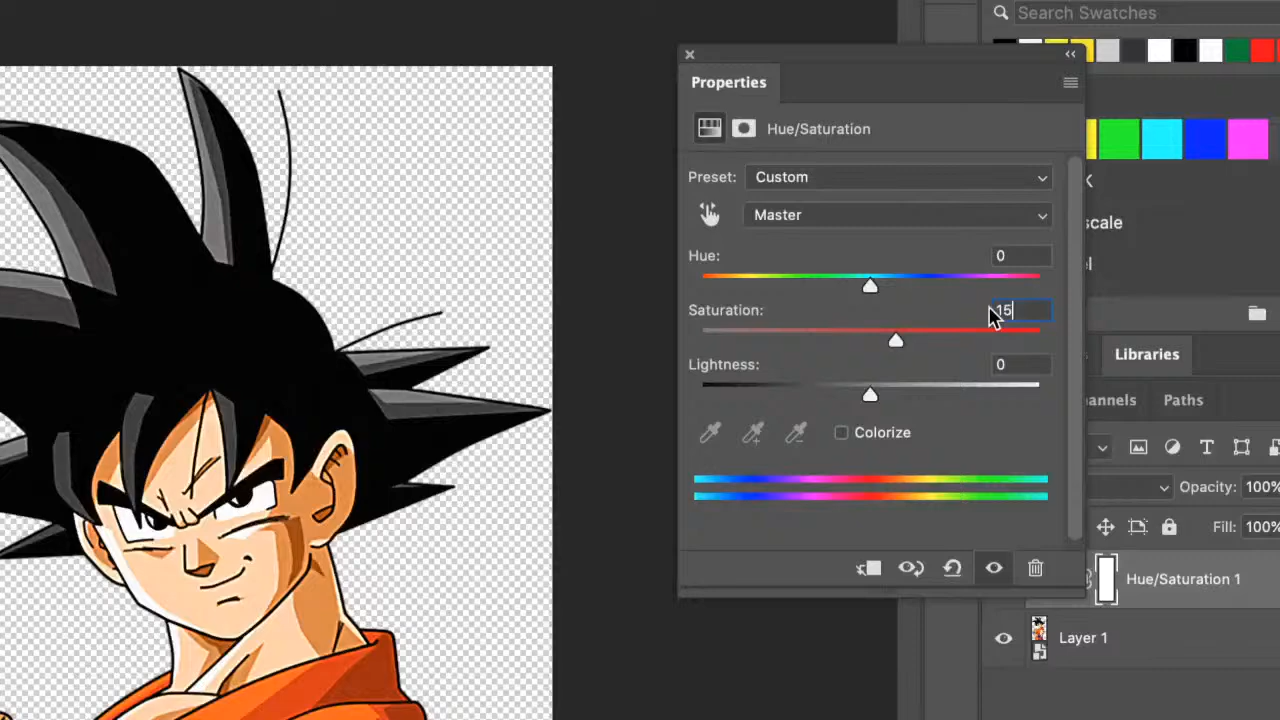 Search Swatches
Properties
Hue/Saturation
Preset: Custom
Master
scale
Hue: 0
Saturation: 15
Lightness: 0
Libraries
annels Paths
Colorize
Opacity: 100%
Fill: 100%
Hue/Saturation 1
Layer 1